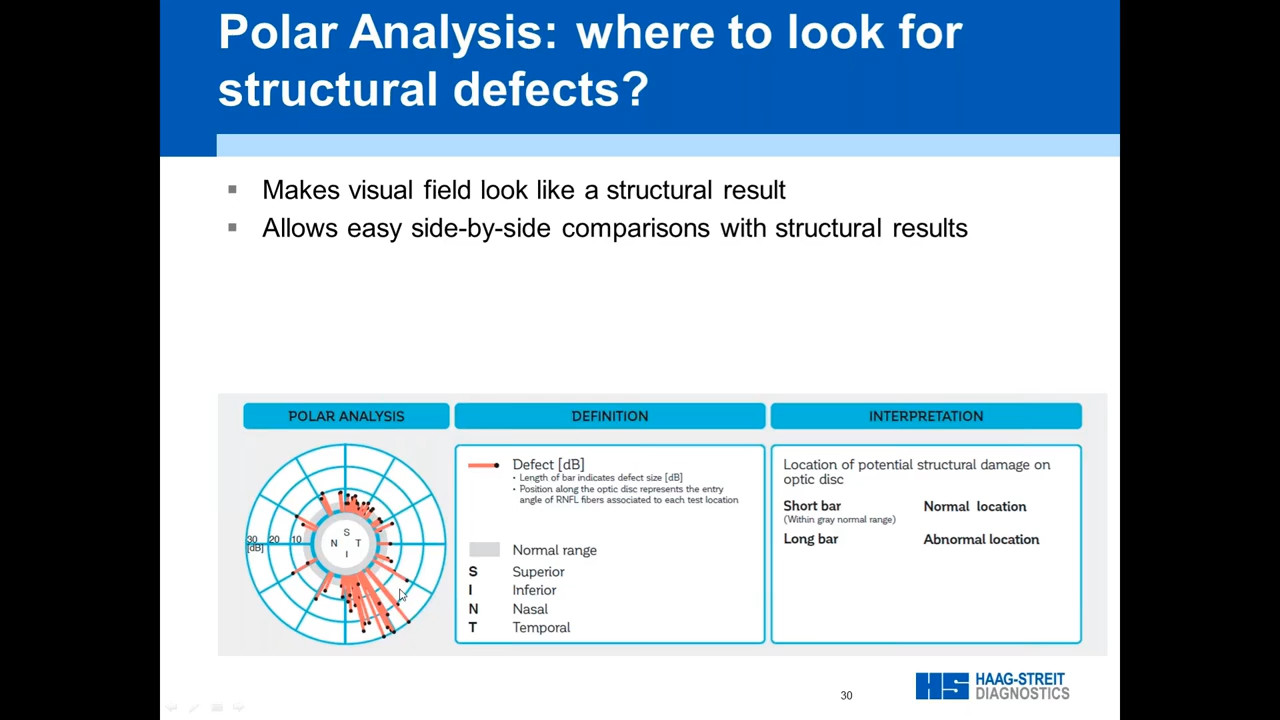 Polar Analysis: where to look for
structural defects?
Makes visual field look like a structural result
Allows easy side-by-side comparisons with structural results
POLAR ANALYSIS
DEFINITION
INTERPRETATION
30 20 10
[dB]
S
N T
I
Defect [dB]
• Length of bar indicates defect size [dB]
• Position along the optic disc represents the entry
angle of RNFL fibers associated to each test location
Normal range
S Superior
I Inferior
N Nasal
T Temporal
Location of potential structural damage on
optic disc
Short bar Normal location
(Within gray normal range)
Long bar Abnormal location
30
HS HAAG-STREIT
DIAGNOSTICS